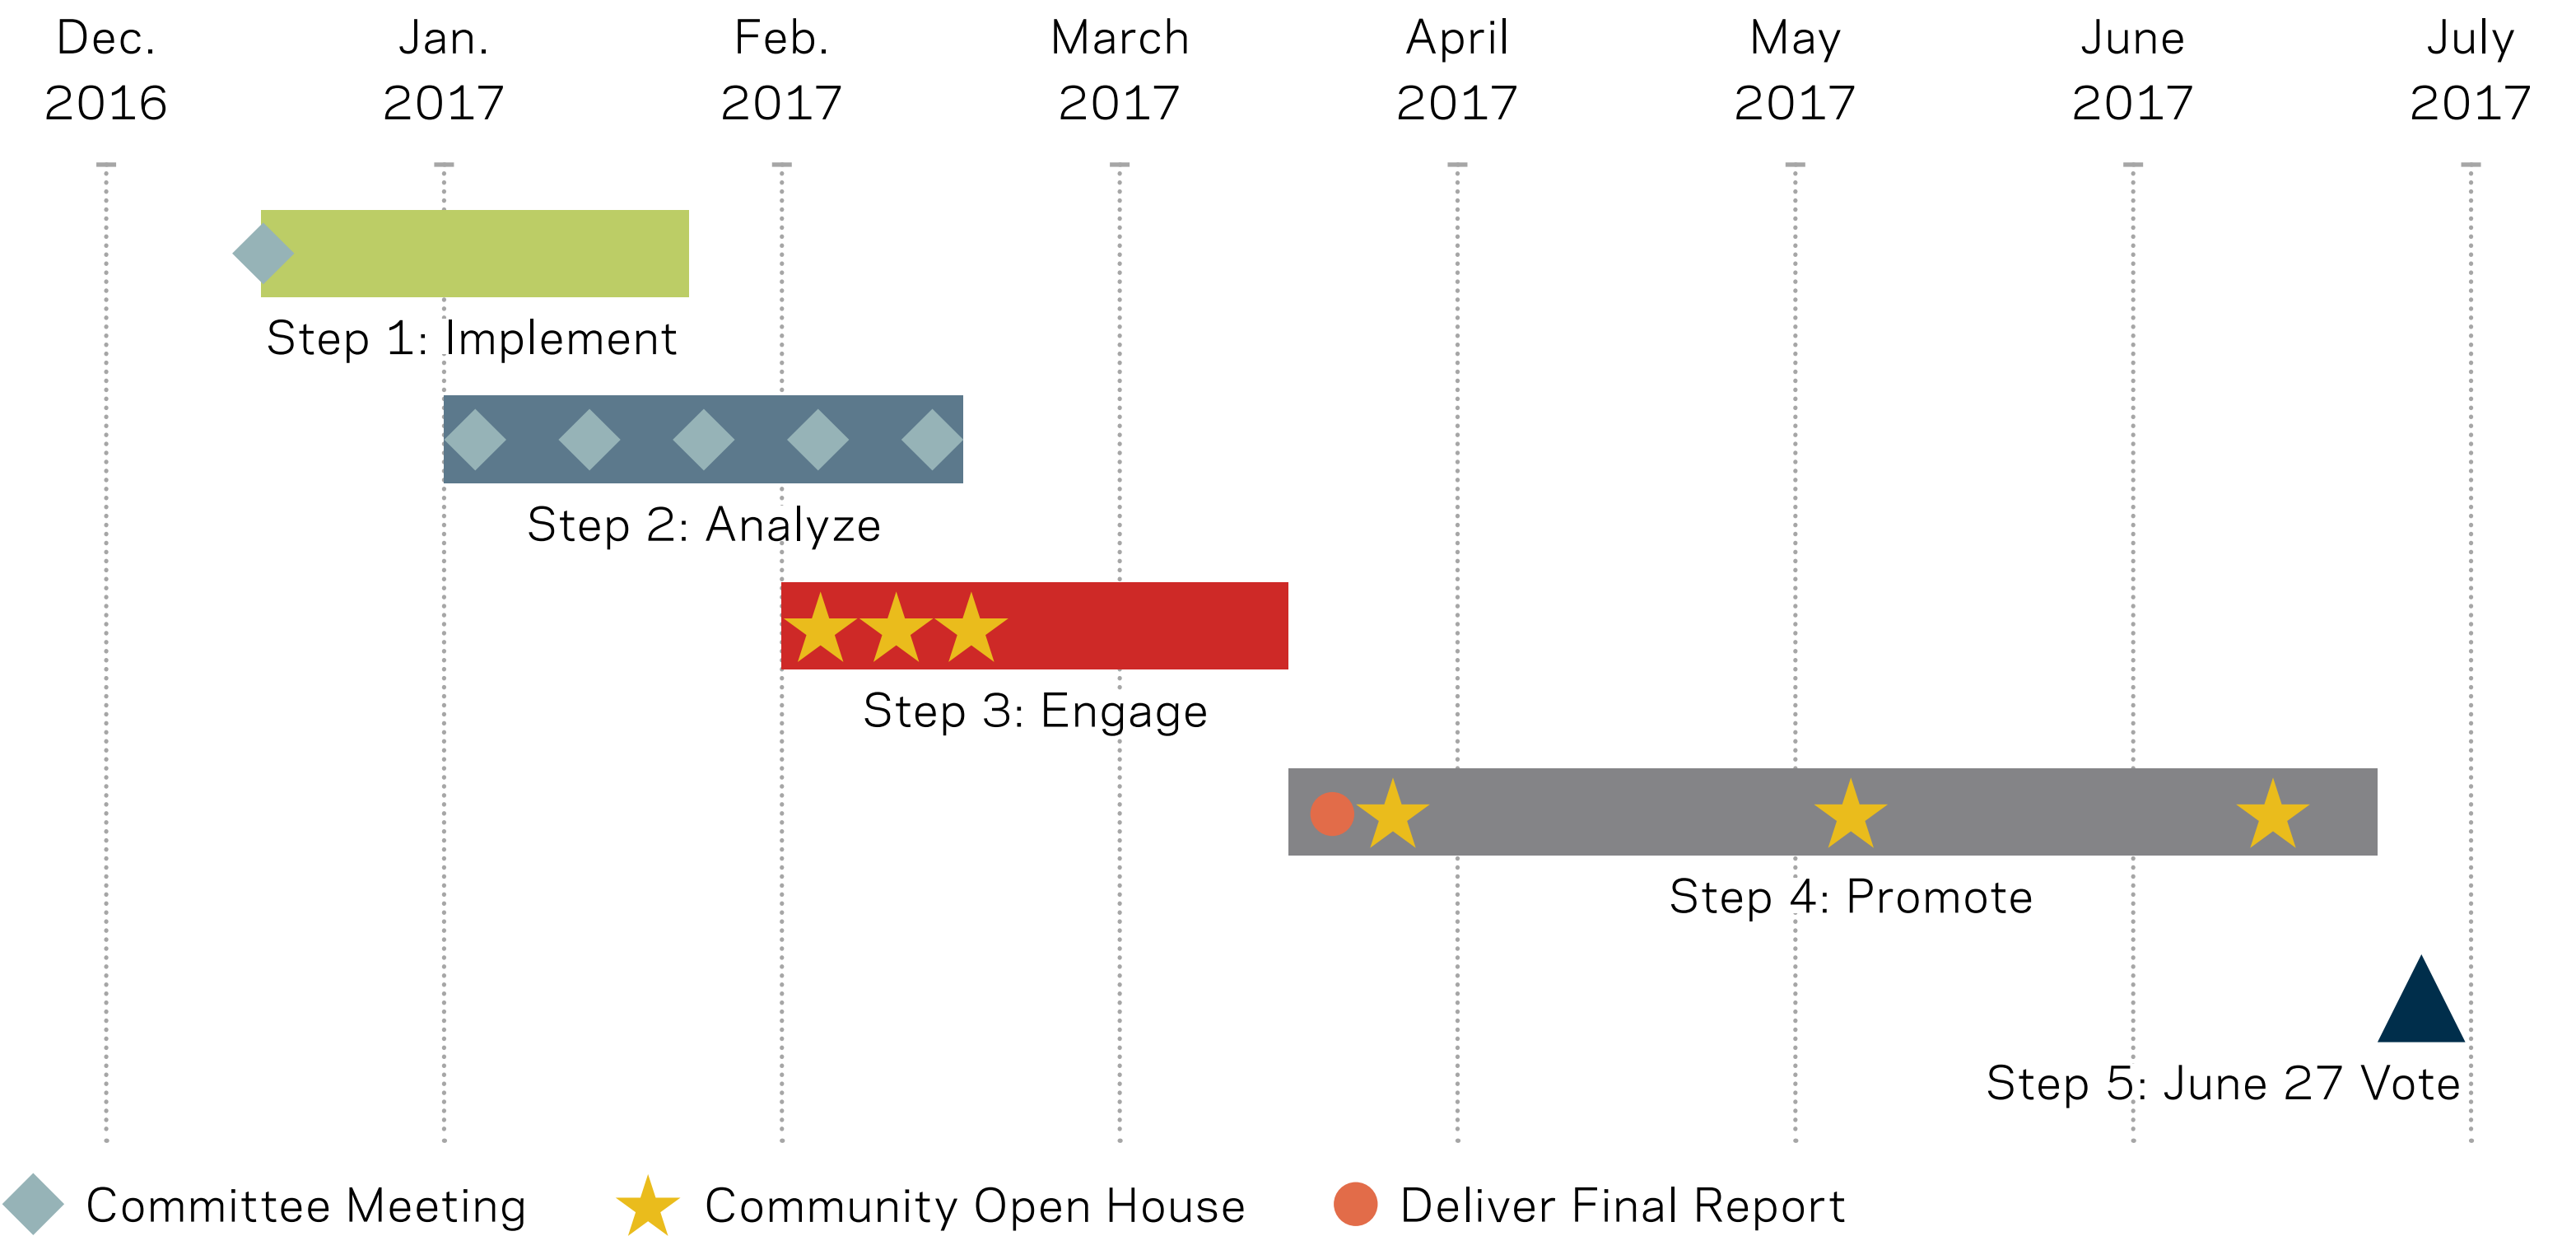 Dec.
2016
Jan.
2017
Feb.
2017
March
2017
April
2017
May
2017
June
2017
July
2017
Step 1: Implement
Step 2: Analyze
Step 3: Engage
Step 4: Promote
Step 5: June 27 Vote
Committee Meeting
Community Open House
Deliver Final Report